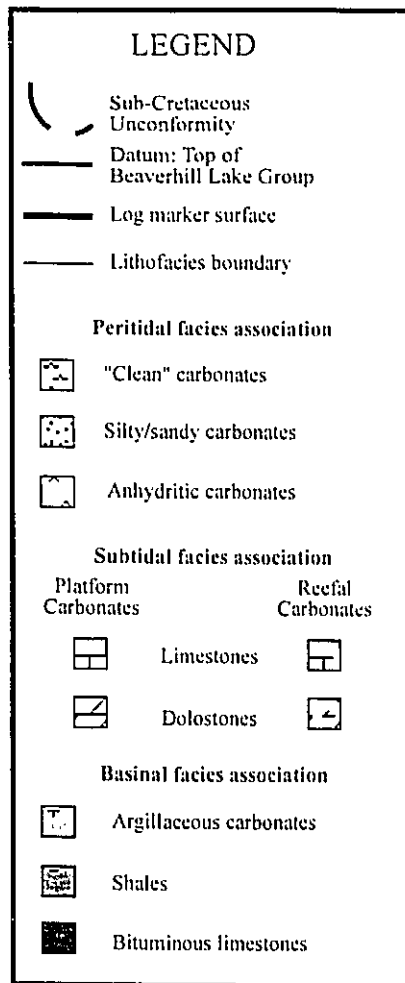 LEGEND
Sub-Cretaceous
Unconformity
Datum: Top of
Beaverhill Lake Group
Log marker surface
Lithofacies boundary
Peritidal facies association
"Clean" carbonates
Silty/sandy carbonates
Anhydritic carbonates
Subtidal facies association
Platform
Carbonates
Reefal
Carbonates
Limestones
Dolostones
Basinal facies association
Argillaceous carbonates
Shales
Bituminous limestones